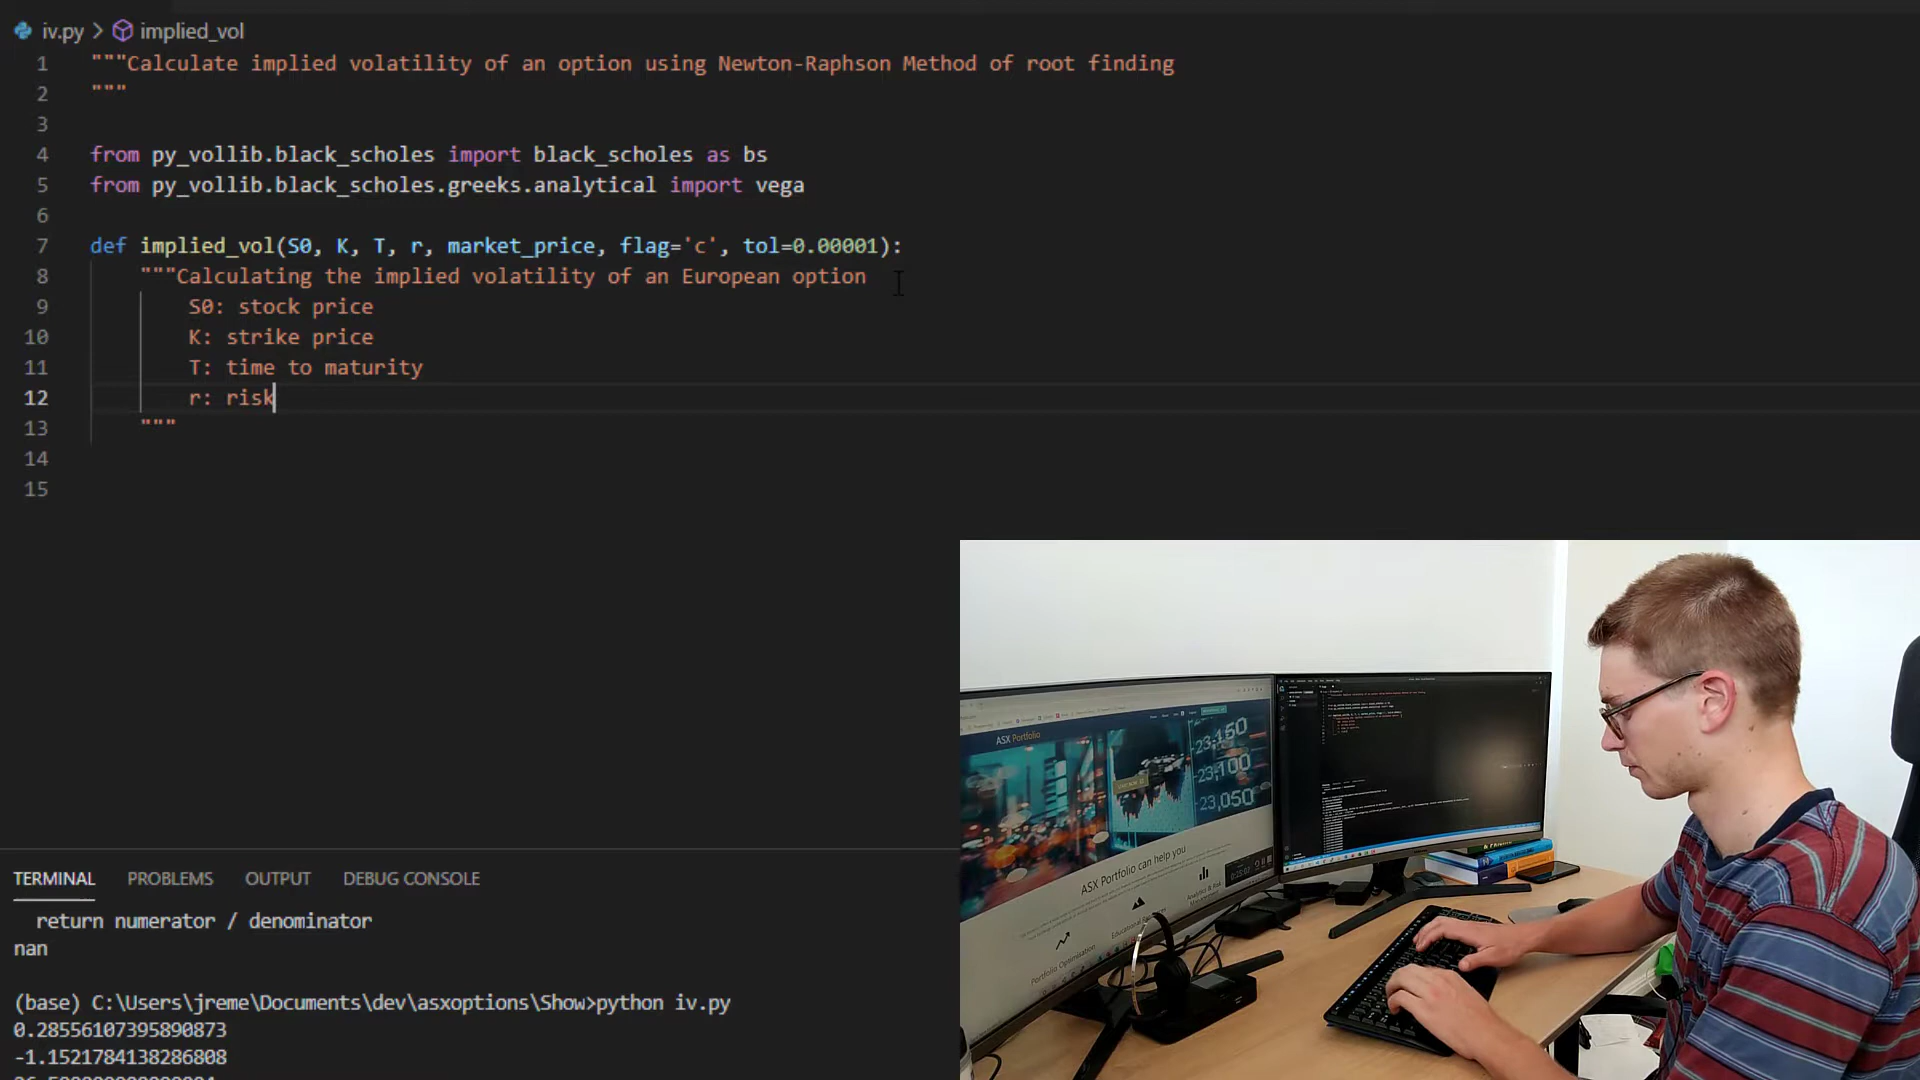 iv.py > implied_vol
1 """Calculate implied volatility of an option using Newton-Raphson Method of root finding
2 """
3
4 from py_vollib.black_scholes import black_scholes as bs
5 from py_vollib.black_scholes.greeks.analytical import vega
6
7 def implied_vol(S0, K, T, r, market_price, flag='c', tol=0.00001):
8 """Calculating the implied volatility of an European option
9 S0: stock price
10 K: strike price
11 T: time to maturity
12 r: risk
13 """
14
15
TERMINAL PROBLEMS OUTPUT DEBUG CONSOLE
return numerator / denominator
nan
(base) C:\Users\jreme\Documents\dev\asxoptions\Show>python iv.py
0.28556107395890873
-1.1521784138286808
ASX Portfolio
23,150
23,100
23,050
ASX Portfolio can help you
Analytics & Risk
Portfolio Optimisation